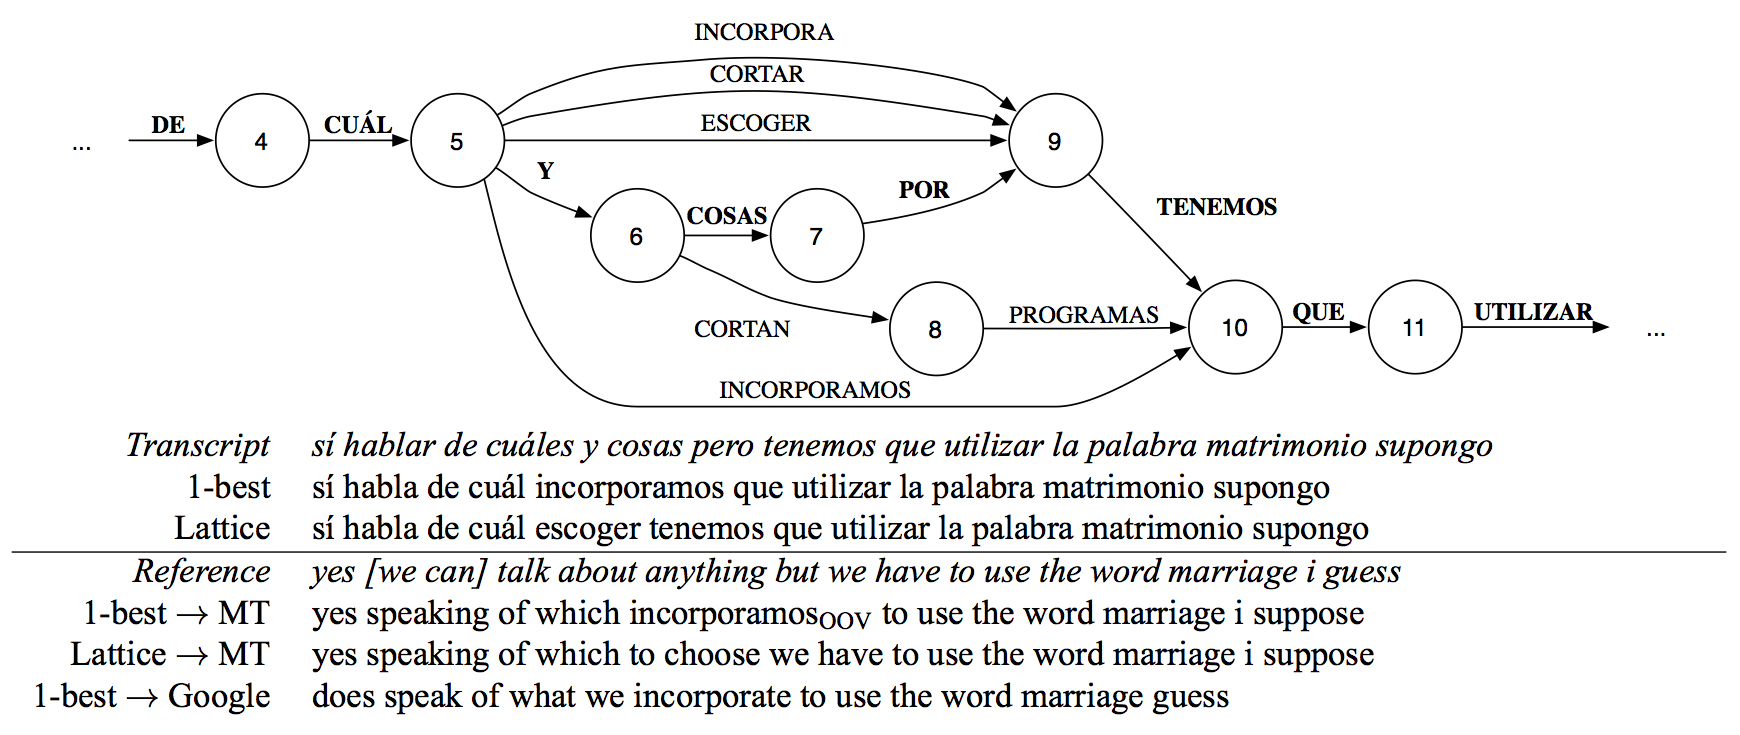 INCORPORA
CORTAR
ESCOGER
... DE 4 CUÁL 5 9
Y
POR
COSAS
6 7
TENEMOS
CORTAN
8 PROGRAMAS 10 QUE 11 UTILIZAR ...
INCORPORAMOS
Transcript sí hablar de cuáles y cosas pero tenemos que utilizar la palabra matrimonio supongo
1-best sí habla de cuál incorporamos que utilizar la palabra matrimonio supongo
Lattice sí habla de cuál escoger tenemos que utilizar la palabra matrimonio supongo
Reference yes [we can] talk about anything but we have to use the word marriage i guess
1-best → MT yes speaking of which incorporamosOOV to use the word marriage i suppose
Lattice → MT yes speaking of which to choose we have to use the word marriage i suppose
1-best → Google does speak of what we incorporate to use the word marriage guess